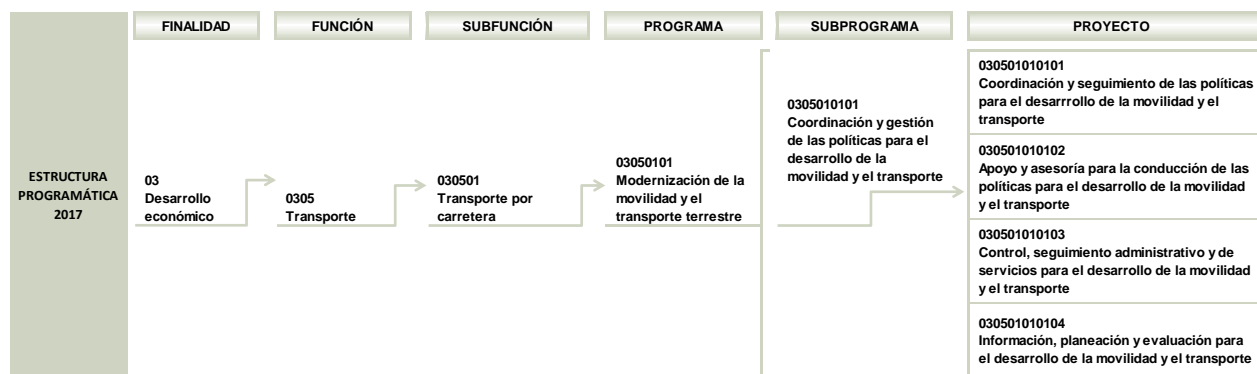 FINALIDAD
FUNCIÓN
SUBFUNCIÓN
PROGRAMA
SUBPROGRAMA
PROYECTO
ESTRUCTURA
PROGRAMÁTICA
2017
03
Desarrollo
económico
0305
Transporte
030501
Transporte por
carretera
03050101
Modernización de la
movilidad y el
transporte terrestre
0305010101
Coordinación y gestión
de las políticas para el
desarrollo de la
movilidad y el transporte
030501010101
Coordinación y seguimiento de las políticas
para el desarrrollo de la movilidad y el
transporte
030501010102
Apoyo y asesoría para la conducción de las
políticas para el desarrollo de la movilidad
y el transporte
030501010103
Control, seguimiento administrativo y de
servicios para el desarrollo de la movilidad
y el transporte
030501010104
Información, planeación y evaluación para
el desarrollo de la movilidad y el transporte